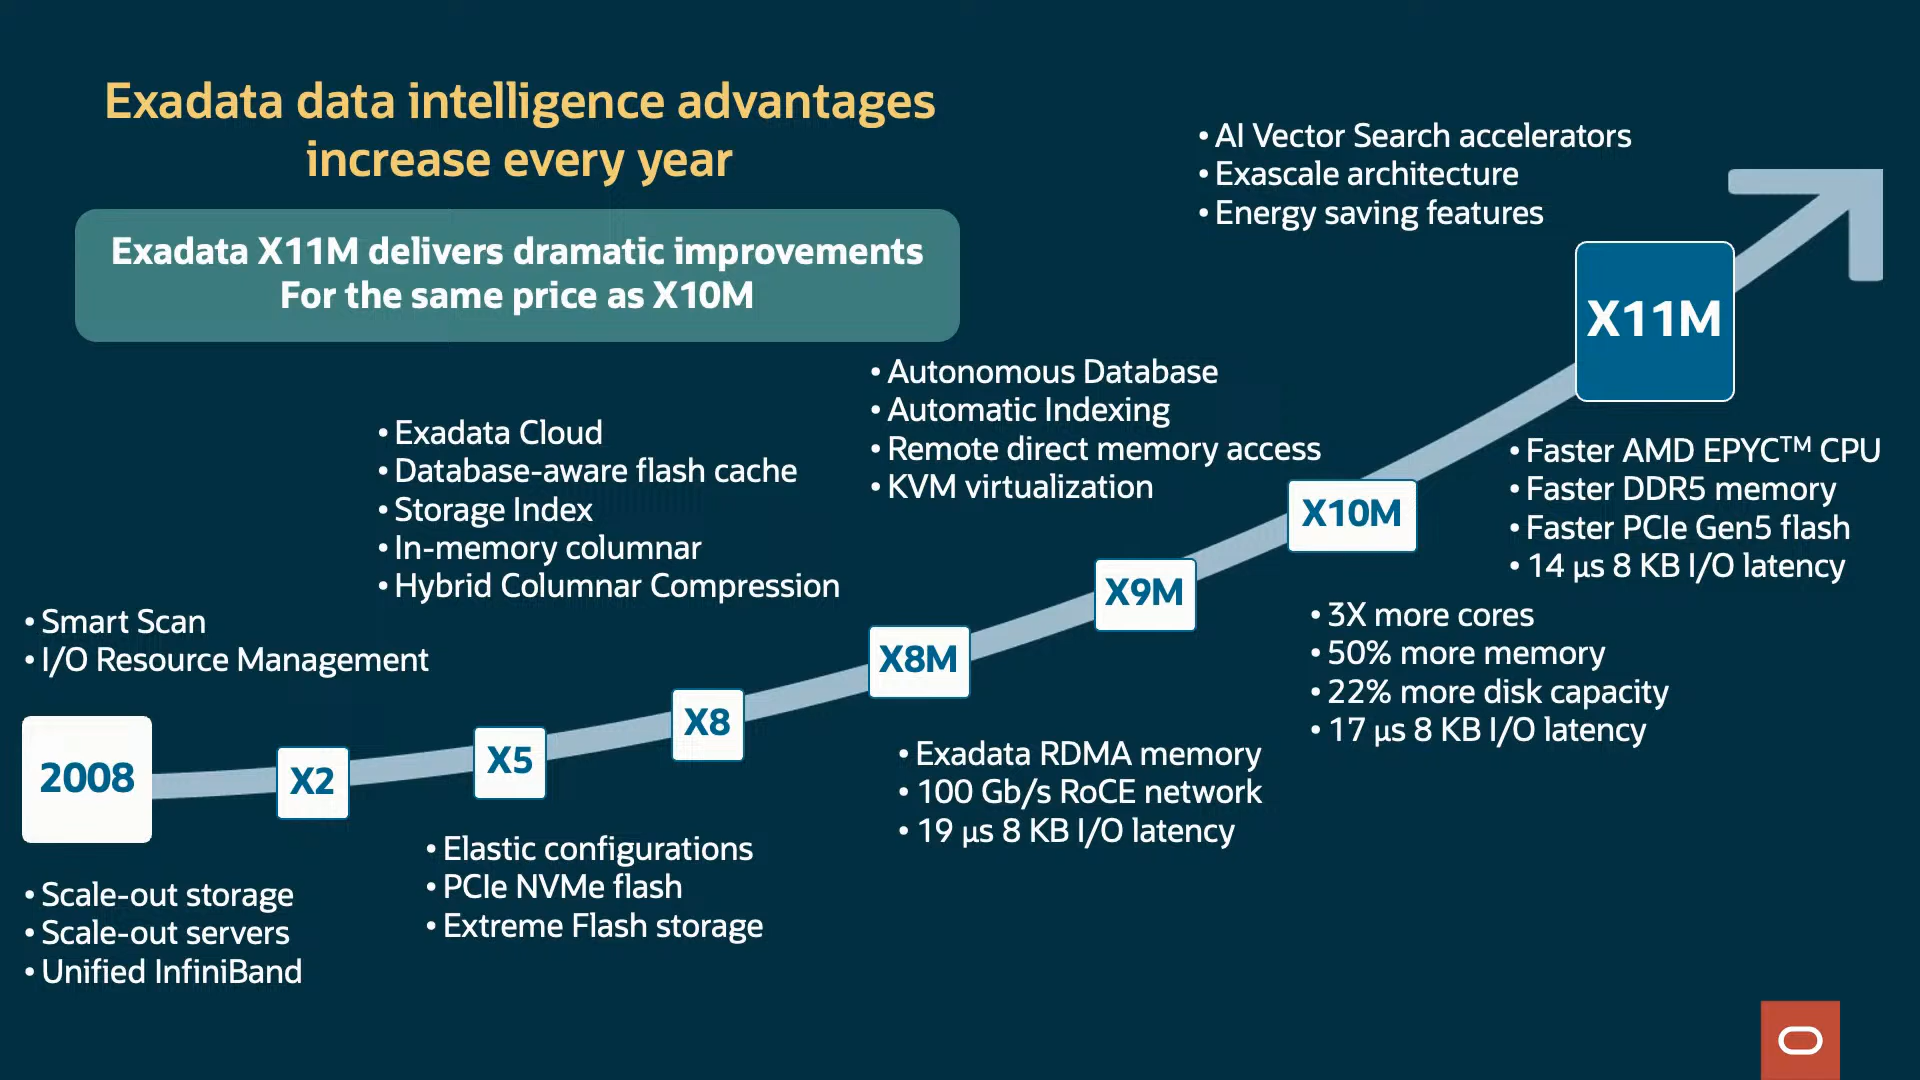 Exadata data intelligence advantages
increase every year
Exadata X11M delivers dramatic improvements
For the same price as X10M
• AI Vector Search accelerators
• Exascale architecture
• Energy saving features
X11M
• Autonomous Database
• Automatic Indexing
• Remote direct memory access
• KVM virtualization
• Exadata Cloud
• Database-aware flash cache
• Storage Index
• In-memory columnar
• Hybrid Columnar Compression
• Faster AMD EPYC™ CPU
• Faster DDR5 memory
• Faster PCIe Gen5 flash
• 14 µs 8 KB I/O latency
X10M
X9M
• Smart Scan
• I/O Resource Management
• 3X more cores
• 50% more memory
• 22% more disk capacity
• 17 µs 8 KB I/O latency
X8M
X8
X5
X2
2008
• Exadata RDMA memory
• 100 Gb/s RoCE network
• 19 µs 8 KB I/O latency
• Elastic configurations
• PCIe NVMe flash
• Extreme Flash storage
• Scale-out storage
• Scale-out servers
• Unified InfiniBand